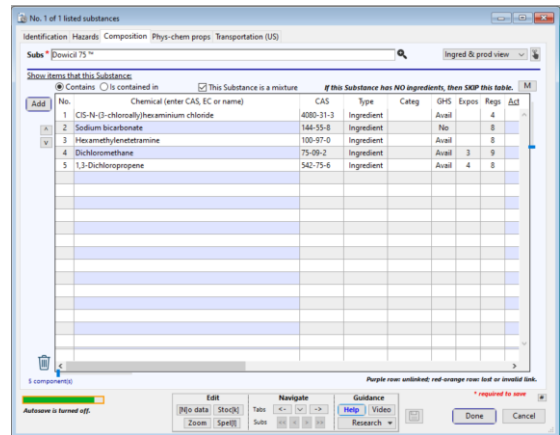 No. 1 of 1 listed substances
Identification Hazards Composition Phys-chem props Transportation (US)
Subs * Dowicil 75 ™ Ingred & prod view
Show items that this Substance:
Contains Is contained in This Substance is a mixture If this Substance has NO ingredients, then SKIP this table. M
Add No. Chemical (enter CAS, EC or name) CAS Type Categ GHS Expos Regs Act
1 CIS-N-(3-chloroally)hexaminium chloride 4080-31-3 Ingredient Avail 4
2 Sodium bicarbonate 144-55-8 Ingredient No 8
3 Hexamethylenetetramine 100-97-0 Ingredient Avail 8
4 Dichloromethane 75-09-2 Ingredient Avail 3 9
5 1,3-Dichloropropene 542-75-6 Ingredient Avail 4 8
5 component(s) Purple row: unlinked; red-orange row: lost or invalid link.
* required to save
Edit Navigate Guidance
Autosave is turned off. [N]o data Stoc[k] Tabs <- -> Help Video
Zoom Spel[l] Subs << < > >> Research Done Cancel